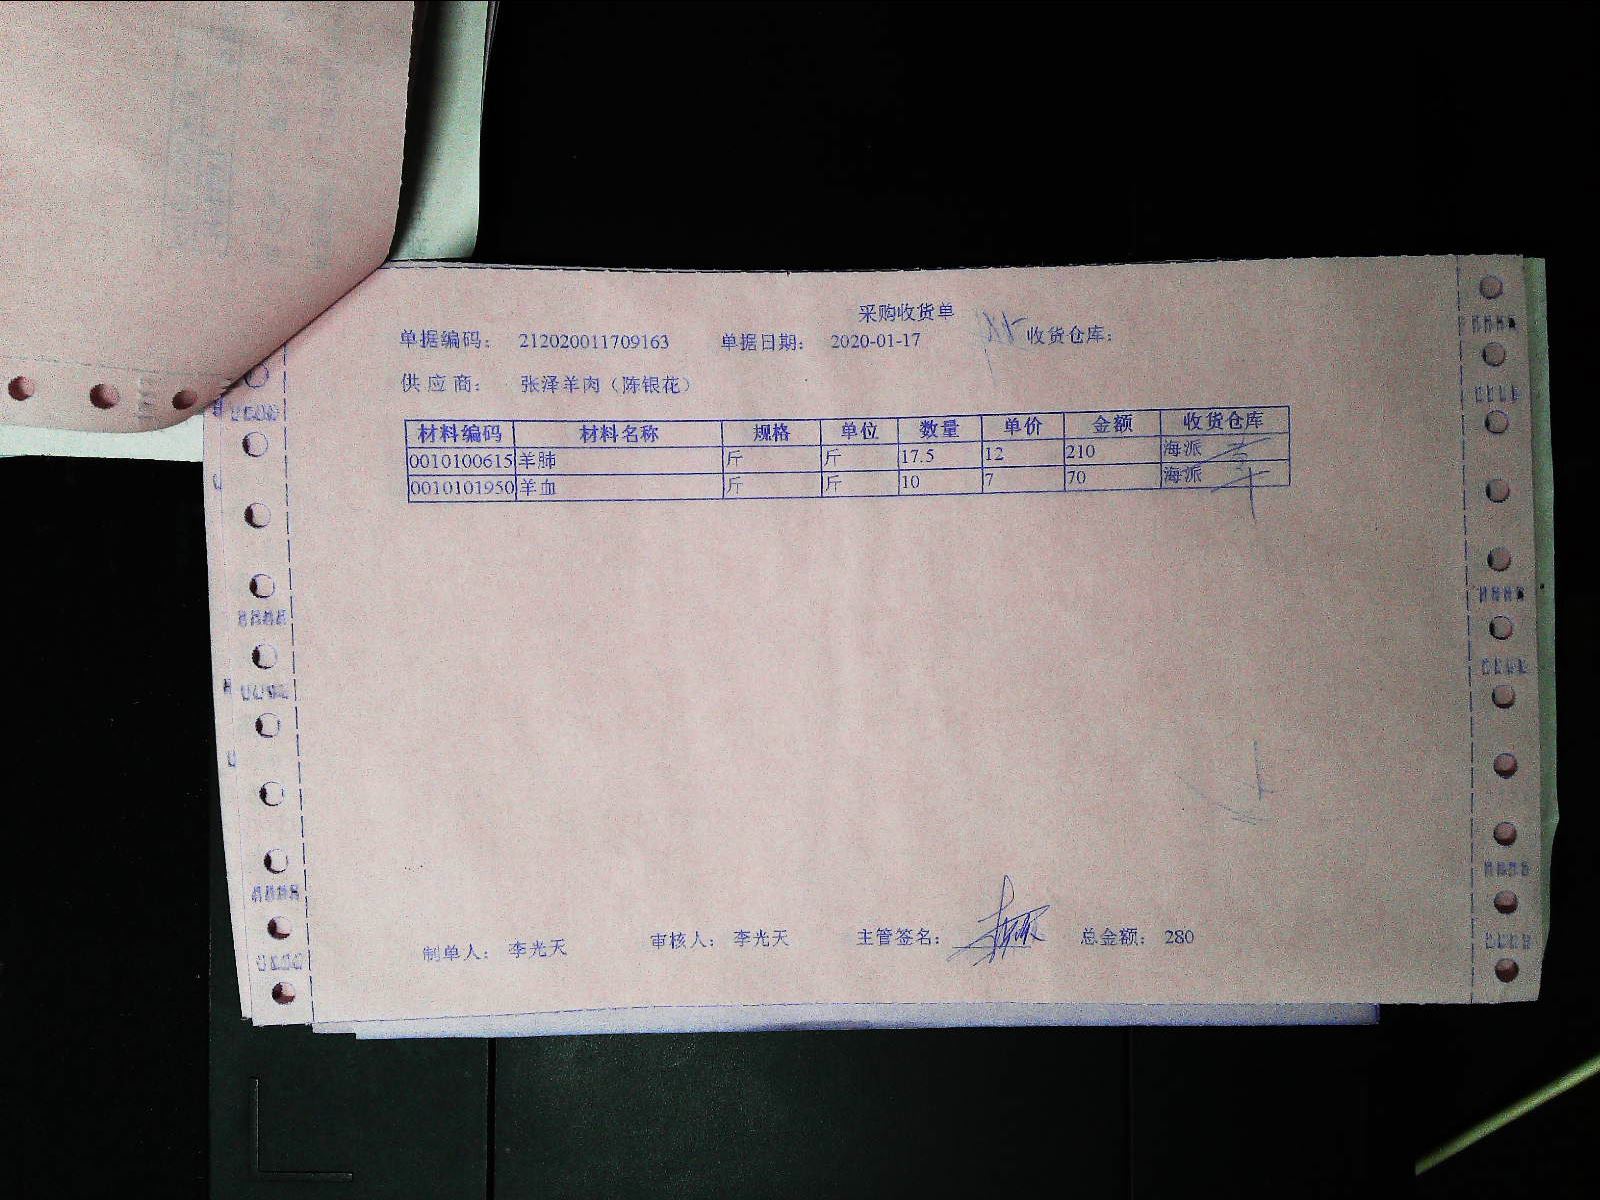 采购收货单
单据编码： 212020011709163 单据日期： 2020-01-17 收货仓库：
供应商： 张泽羊肉（陈银花）
材料编码 材料名称 规格 单位 数量 单价 金额 收货仓库
0010100615 羊肺 斤 斤 17.5 12 210 海派
0010101950 羊血 斤 斤 10 7 70 海派
制单人： 李光天 审核人： 李光天 主管签名： 总金额： 280